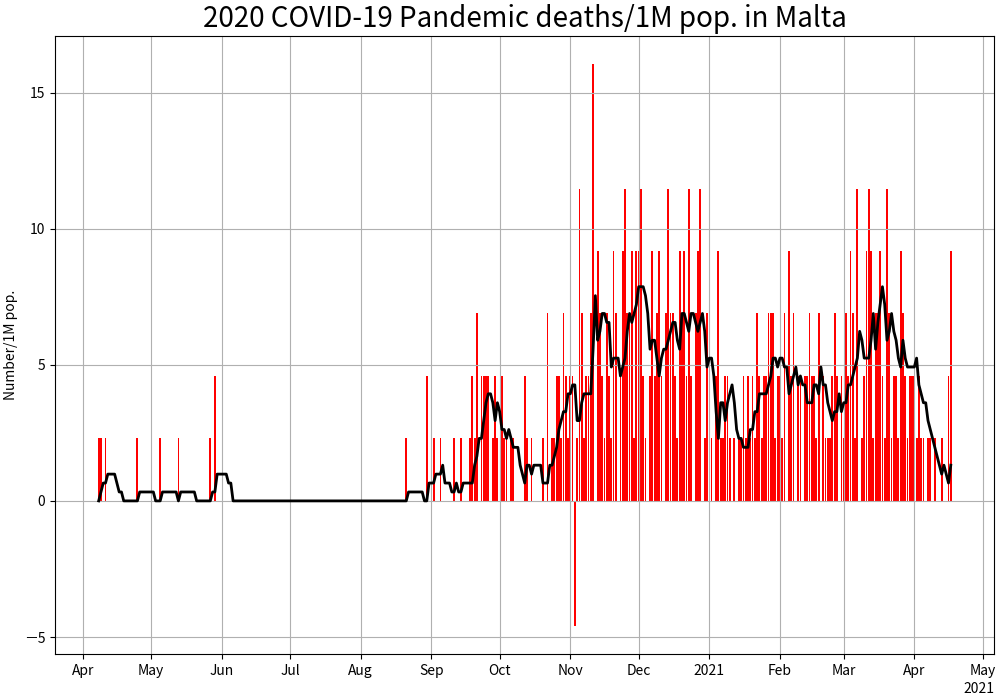 2020 COVID-19 Pandemic deaths/1M pop. in Malta
Number/1M pop.
15
10
5
0
−5
Apr May Jun Jul Aug Sep Oct Nov Dec 2021 Feb Mar Apr May
2021